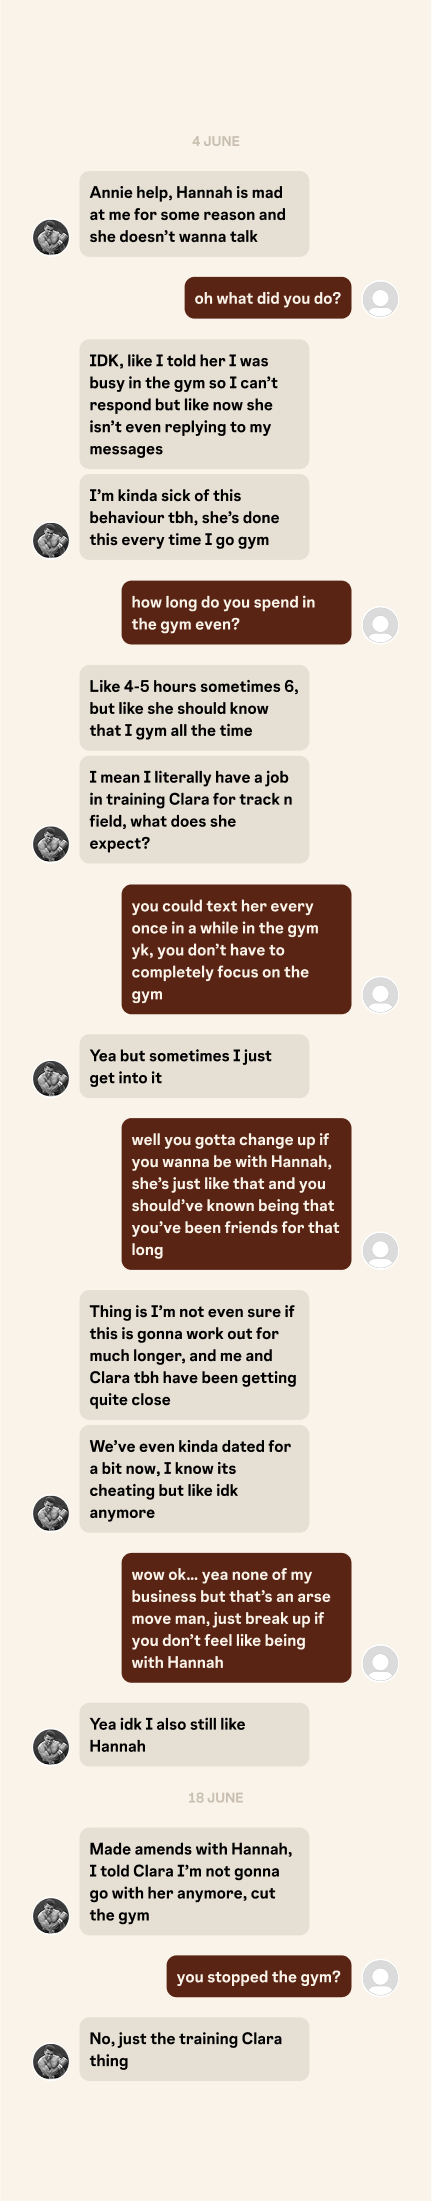 4 JUNE
Annie help, Hannah is mad
at me for some reason and
she doesn't wanna talk
oh what did you do?
IDK, like I told her I was
busy in the gym so I can't
respond but like now she
isn't even replying to my
messages
I'm kinda sick of this
behaviour tbh, she's done
this every time I go gym
how long do you spend in
the gym even?
Like 4-5 hours sometimes 6,
but like she should know
that I gym all the time
I mean I literally have a job
in training Clara for track n
field, what does she
expect?
you could text her every
once in a while in the gym
yk, you don't have to
completely focus on the
gym
Yea but sometimes I just
get into it
well you gotta change up if
you wanna be with Hannah,
she's just like that and you
should've known being that
you've been friends for that
long
Thing is I'm not even sure if
this is gonna work out for
much longer, and me and
Clara tbh have been getting
quite close
We've even kinda dated for
a bit now, I know its
cheating but like idk
anymore
wow ok... yea none of my
business but that's an arse
move man, just break up if
you don't feel like being
with Hannah
Yea idk I also still like
Hannah
18 JUNE
Made amends with Hannah,
I told Clara I'm not gonna
go with her anymore, cut
the gym
you stopped the gym?
No, just the training Clara
thing